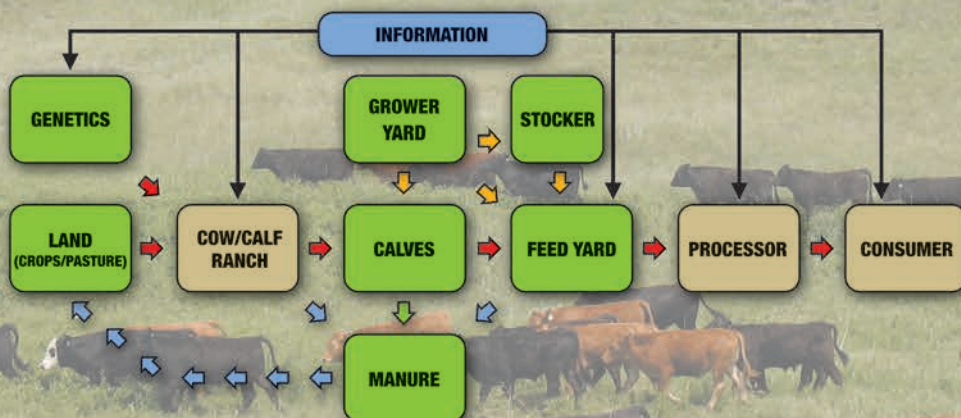 INFORMATION
GENETICS
GROWER
YARD
STOCKER
LAND
(CROPS/PASTURE)
COW/CALF
RANCH
CALVES
FEED YARD
PROCESSOR
CONSUMER
MANURE